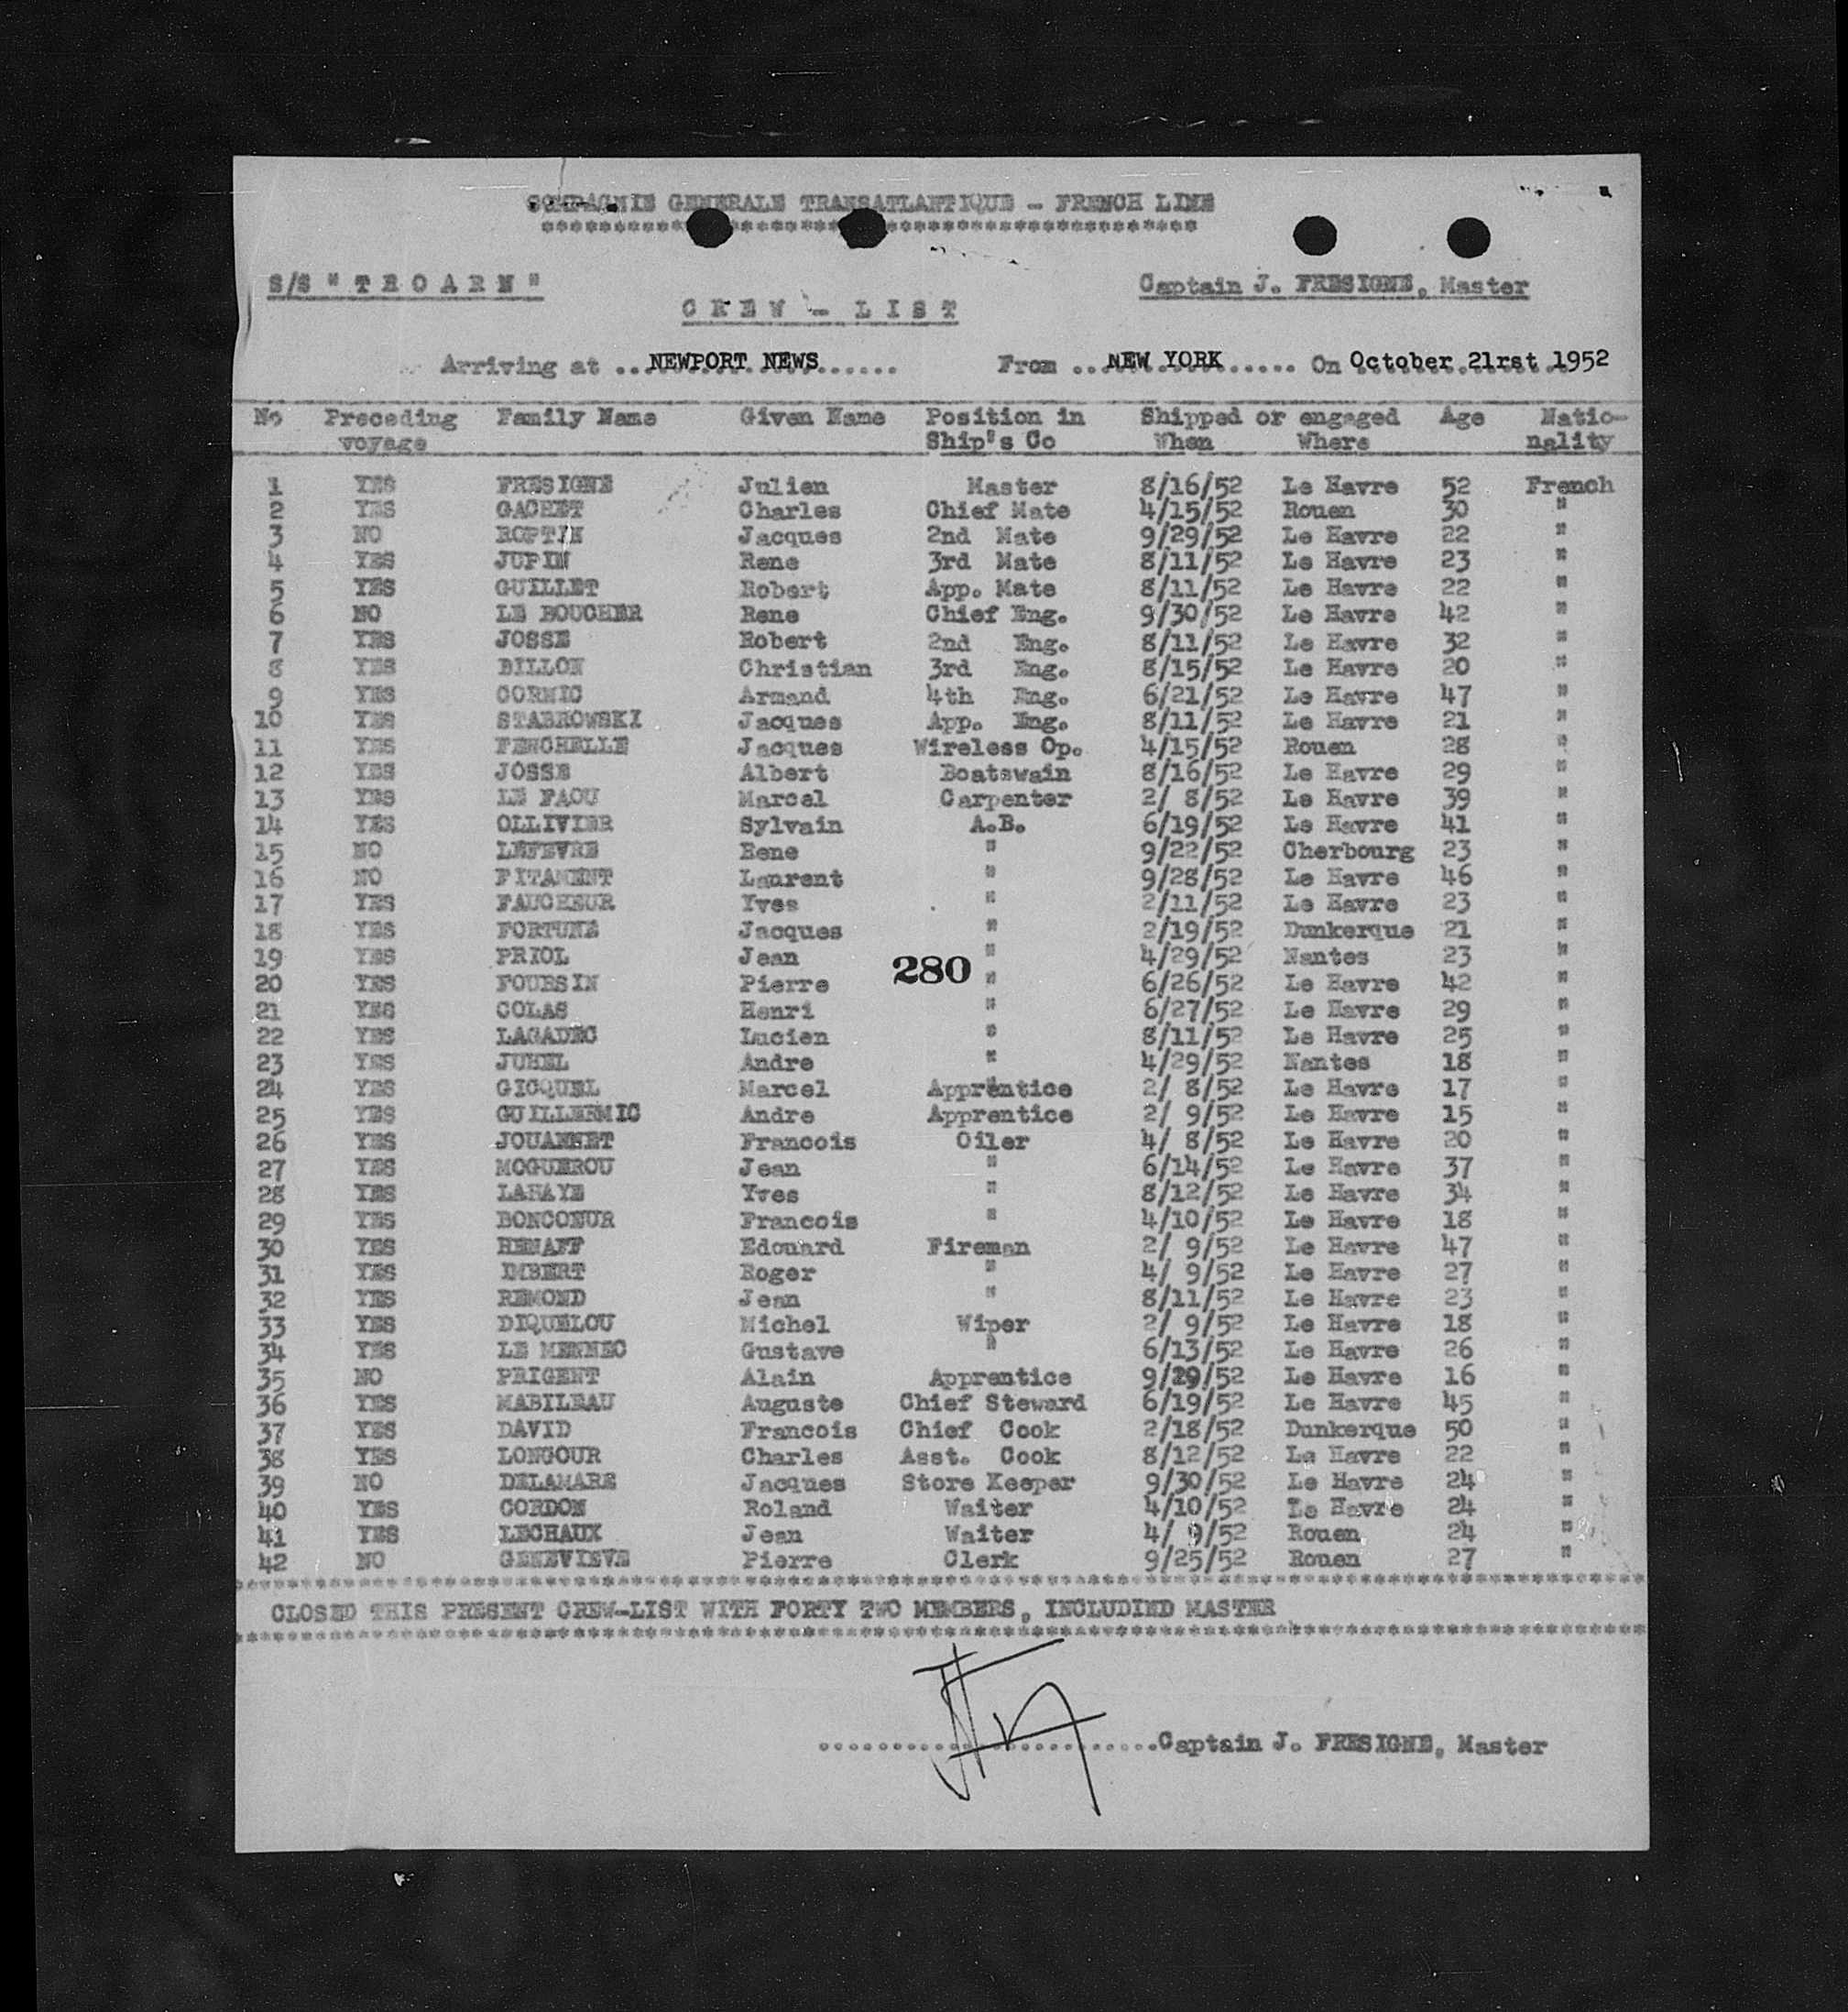 COMPAGNIE GENERALE TRANSATLANTIQUE - FRENCH LINE
S/S " T R O A R N "
Captain J. FRESIGNE, Master
C R E W - L I S T
Arriving at ...NEWPORT NEWS...... From ...NEW YORK...... On October 21rst 1952
No Preceding voyage Family Name Given Name Position in Ship's Co Shipped or engaged When Where Age Natio-nality
1 YES FRESIGNE Julien Master 8/16/52 Le Havre 52 French
2 YES GACHET Charles Chief Mate 4/15/52 Rouen 30 "
3 NO ROPTIN Jacques 2nd Mate 9/29/52 Le Havre 22 "
4 YES JUPIN Rene 3rd Mate 8/11/52 Le Havre 23 "
5 YES GUILLET Robert App. Mate 8/11/52 Le Havre 22 "
6 NO LE BOUCHER Rene Chief Eng. 9/30/52 Le Havre 42 "
7 YES JOSSE Robert 2nd Eng. 8/11/52 Le Havre 32 "
8 YES BILLON Christian 3rd Eng. 8/15/52 Le Havre 20 "
9 YES CORMIC Armand 4th Eng. 6/21/52 Le Havre 47 "
10 YES STABROWSKI Jacques App. Eng. 8/11/52 Le Havre 21 "
11 YES FENCHELLE Jacques Wireless Op. 4/15/52 Rouen 28 "
12 YES JOSSE Albert Boatswain 8/16/52 Le Havre 29 "
13 YES LE FAOU Marcel Carpenter 2/ 8/52 Le Havre 39 "
14 YES OLLIVIER Sylvain A.B. 6/19/52 Le Havre 41 "
15 NO LEFEVRE Rene " 9/22/52 Cherbourg 23 "
16 NO FITAMENT Laurent " 9/28/52 Le Havre 46 "
17 YES FAUCHEUR Yves " 2/11/52 Le Havre 23 "
18 YES FORTUNE Jacques " 2/19/52 Dunkerque 21 "
19 YES PRIOL Jean " 4/29/52 Nantes 23 "
280
20 YES FOURSIN Pierre " 6/26/52 Le Havre 42 "
21 YES COLAS Henri " 6/27/52 Le Havre 29 "
22 YES LAGADEC Lucien " 8/11/52 Le Havre 25 "
23 YES JUHEL Andre " 4/29/52 Nantes 18 "
24 YES GICQUEL Marcel Apprentice 2/ 8/52 Le Havre 17 "
25 YES GUILLERMIC Andre Apprentice 2/ 9/52 Le Havre 15 "
26 YES JOUANNET Francois Oiler 4/ 8/52 Le Havre 20 "
27 YES MOGUEROU Jean " 6/14/52 Le Havre 37 "
28 YES LAHAYE Yves " 8/12/52 Le Havre 34 "
29 YES BONCOEUR Francois " 4/10/52 Le Havre 18 "
30 YES HENAFF Edouard Fireman 2/ 9/52 Le Havre 47 "
31 YES IMBERT Roger " 4/ 9/52 Le Havre 27 "
32 YES REMOND Jean " 8/11/52 Le Havre 23 "
33 YES DIQUELOU Michel Wiper 2/ 9/52 Le Havre 18 "
34 YES LE MENNEC Gustave " 6/13/52 Le Havre 26 "
35 NO PRIGENT Alain Apprentice 9/29/52 Le Havre 16 "
36 YES MABILEAU Auguste Chief Steward 6/19/52 Le Havre 45 "
37 YES DAVID Francois Chief Cook 2/18/52 Dunkerque 50 "
38 YES LONGOUR Charles Asst. Cook 8/12/52 Le Havre 22 "
39 NO DELAMARE Jacques Store Keeper 9/30/52 Le Havre 24 "
40 YES CORDON Roland Waiter 4/10/52 Le Havre 24 "
41 YES LECHAUX Jean Waiter 4/ 9/52 Rouen 24 "
42 NO GENEVIEVE Pierre Clerk 9/25/52 Rouen 27 "
CLOSED THIS PRESENT CREW-LIST WITH FORTY TWO MEMBERS, INCLUDIND MASTER
Captain J. FRESIGNE, Master